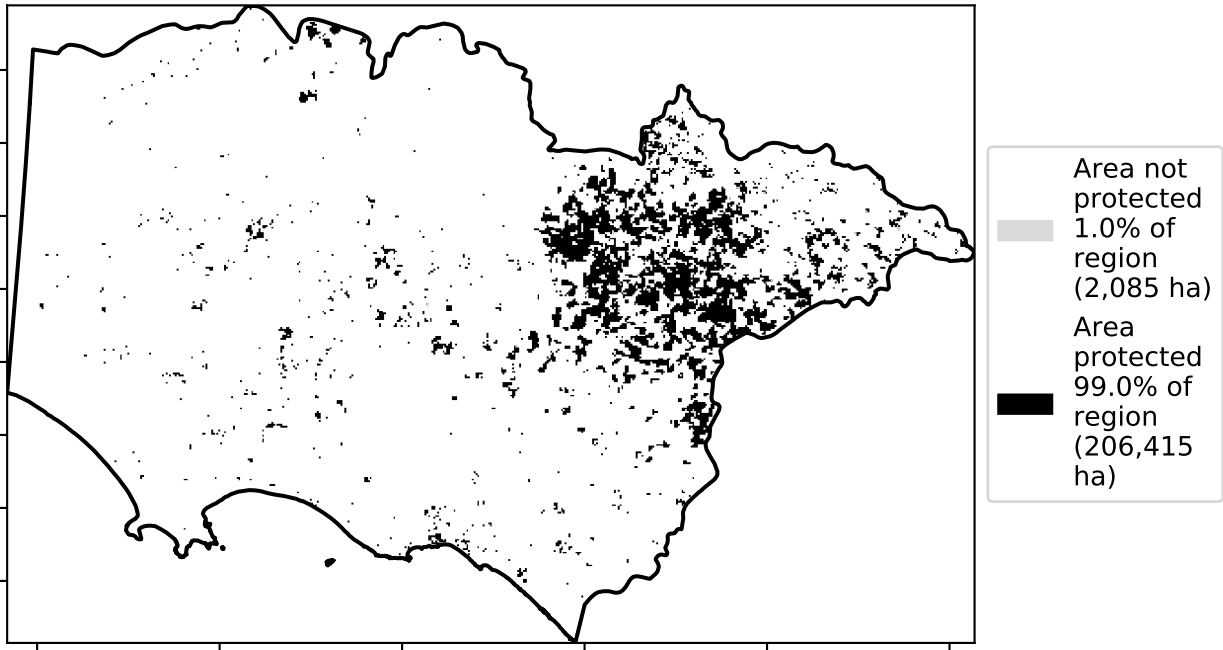 Area not
protected
1.0% of
region
(2,085 ha)
Area
protected
99.0% of
region
(206,415
ha)